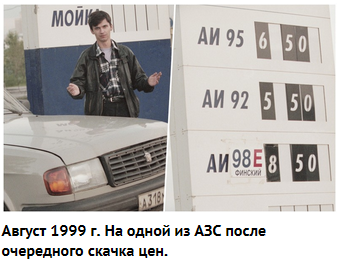 МОЙКА
А318
АИ 95 6 50
АИ 92 5 50
АИ 98Е 8 50
ФИНСКИЙ
Август 1999 г. На одной из АЗС после
очередного скачка цен.